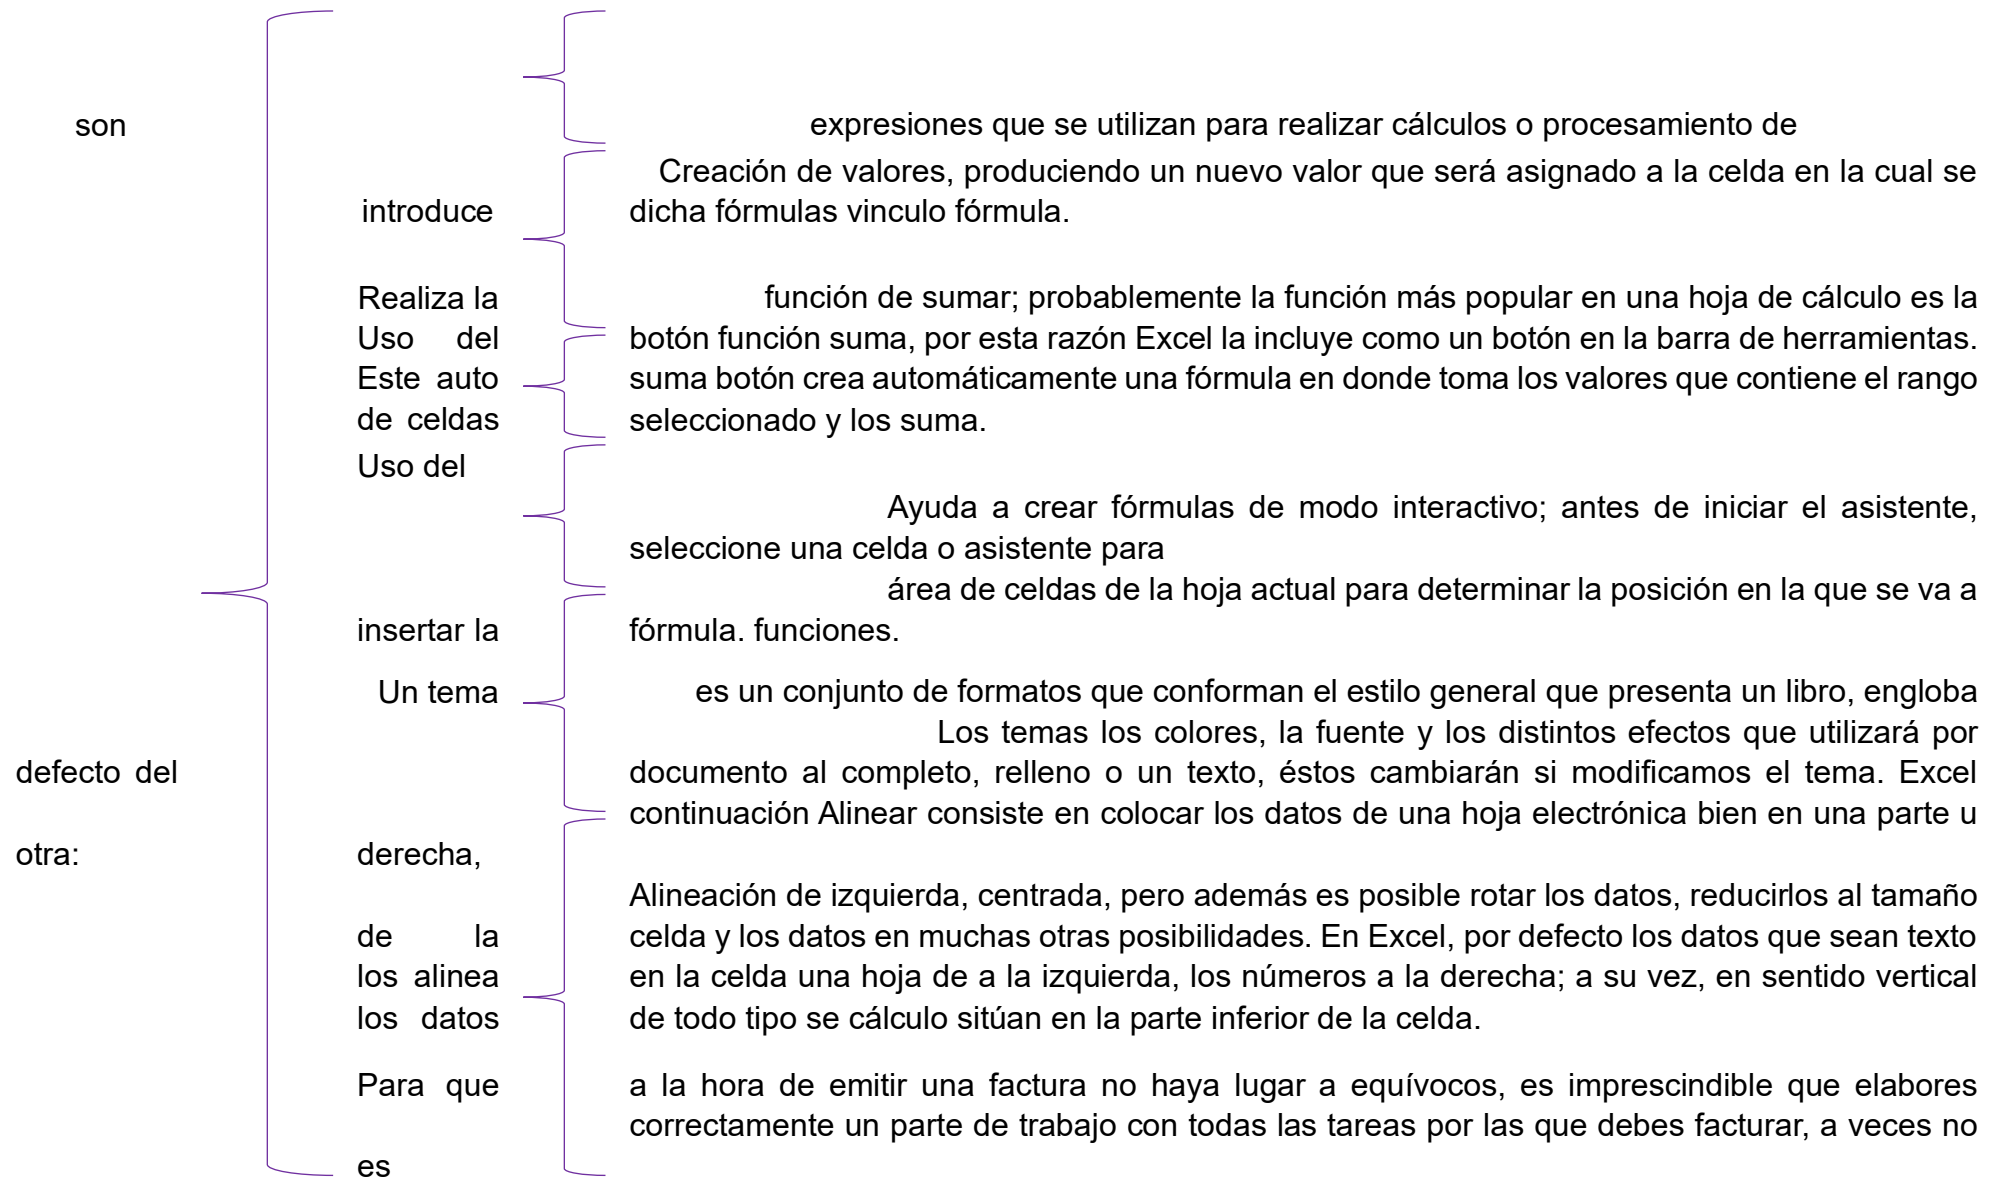 son expresiones que se utilizan para realizar cálculos o procesamiento de
Creación de valores, produciendo un nuevo valor que será asignado a la celda en la cual se
introduce dicha fórmulas vinculo fórmula.
Realiza la función de sumar; probablemente la función más popular en una hoja de cálculo es la
Uso del botón función suma, por esta razón Excel la incluye como un botón en la barra de herramientas.
Este auto suma botón crea automáticamente una fórmula en donde toma los valores que contiene el rango
de celdas seleccionado y los suma.
Uso del
Ayuda a crear fórmulas de modo interactivo; antes de iniciar el asistente,
seleccione una celda o asistente para
área de celdas de la hoja actual para determinar la posición en la que se va a
insertar la fórmula. funciones.
Un tema es un conjunto de formatos que conforman el estilo general que presenta un libro, engloba
Los temas los colores, la fuente y los distintos efectos que utilizará por
defecto del documento al completo, relleno o un texto, éstos cambiarán si modificamos el tema. Excel
continuación Alinear consiste en colocar los datos de una hoja electrónica bien en una parte u
otra: derecha,
Alineación de izquierda, centrada, pero además es posible rotar los datos, reducirlos al tamaño
de la celda y los datos en muchas otras posibilidades. En Excel, por defecto los datos que sean texto
los alinea en la celda una hoja de a la izquierda, los números a la derecha; a su vez, en sentido vertical
los datos de todo tipo se cálculo sitúan en la parte inferior de la celda.
Para que a la hora de emitir una factura no haya lugar a equívocos, es imprescindible que elabores
correctamente un parte de trabajo con todas las tareas por las que debes facturar, a veces no
es